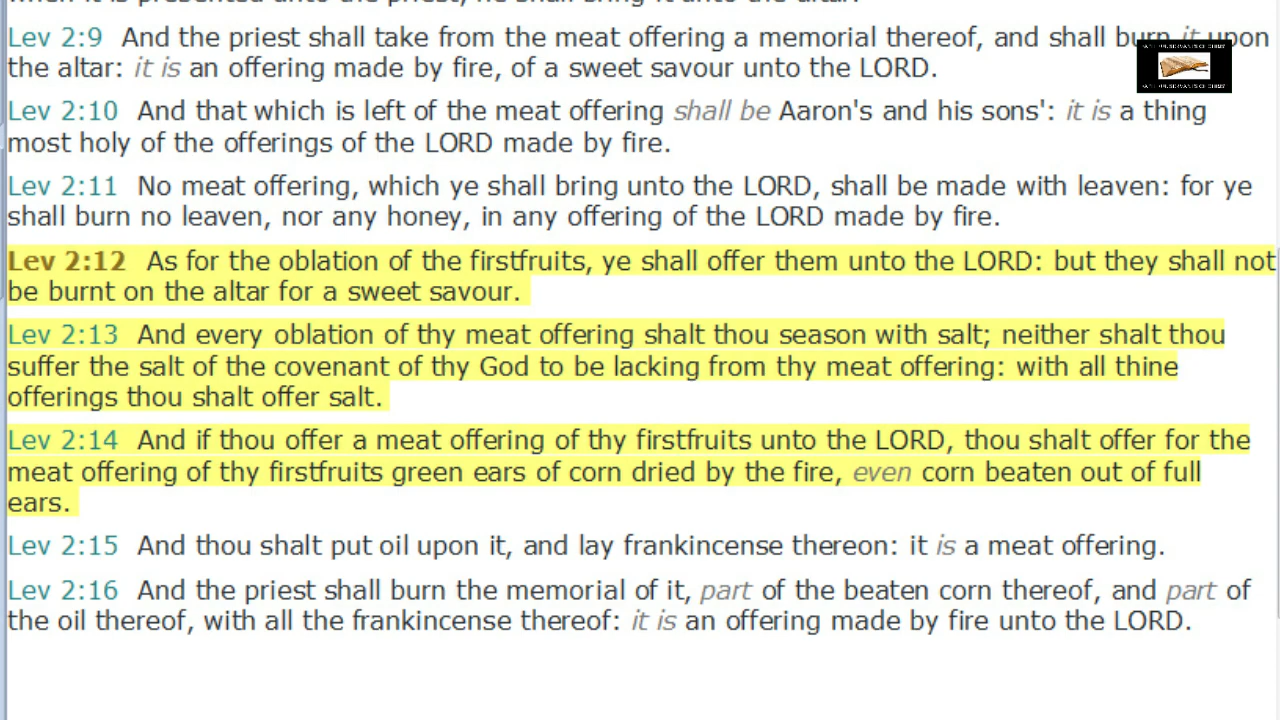 when it is presented unto the priest, he shall bring it unto the altar.
Lev 2:9 And the priest shall take from the meat offering a memorial thereof, and shall burn it upon
the altar: it is an offering made by fire, of a sweet savour unto the LORD.
Lev 2:10 And that which is left of the meat offering shall be Aaron's and his sons': it is a thing
most holy of the offerings of the LORD made by fire.
Lev 2:11 No meat offering, which ye shall bring unto the LORD, shall be made with leaven: for ye
shall burn no leaven, nor any honey, in any offering of the LORD made by fire.
Lev 2:12 As for the oblation of the firstfruits, ye shall offer them unto the LORD: but they shall not
be burnt on the altar for a sweet savour.
Lev 2:13 And every oblation of thy meat offering shalt thou season with salt; neither shalt thou
suffer the salt of the covenant of thy God to be lacking from thy meat offering: with all thine
offerings thou shalt offer salt.
Lev 2:14 And if thou offer a meat offering of thy firstfruits unto the LORD, thou shalt offer for the
meat offering of thy firstfruits green ears of corn dried by the fire, even corn beaten out of full
ears.
Lev 2:15 And thou shalt put oil upon it, and lay frankincense thereon: it is a meat offering.
Lev 2:16 And the priest shall burn the memorial of it, part of the beaten corn thereof, and part of
the oil thereof, with all the frankincense thereof: it is an offering made by fire unto the LORD.